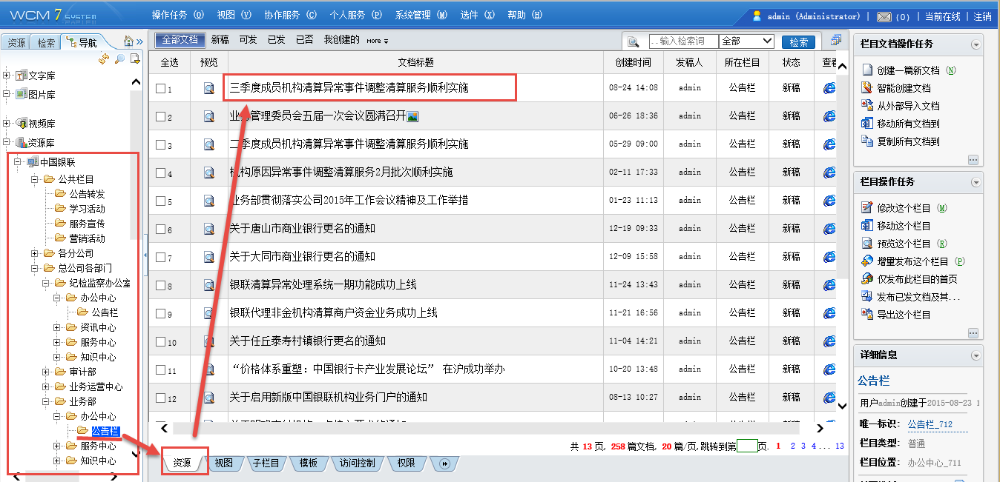 WCM 7 SYSTEM
操作任务 (O) 视图 (V) 协作服务 (C) 个人服务 (P) 系统管理 (M) 选件 (X) 帮助 (H)
admin (Administrator) | (0) | 当前在线 | 注销
资源 检索 导航
文字库
图片库
视频库
资源库
中国银联
公共栏目
公告转发
学习活动
服务宣传
营销活动
各分公司
总公司各部门
纪检监察办公室
办公中心
公告栏
资讯中心
服务中心
知识中心
审计部
业务运营中心
业务部
办公中心
公告栏
服务中心
知识中心
全部文档 新稿 可发 已发 已否 我创建的 More
--输入检索词 全部 检索
全选 预览 文档标题 创建时间 发稿人 所在栏目 状态 查看
1 三季度成员机构清算异常事件调整清算服务顺利实施 08-24 14:08 admin 公告栏 新稿
2 业务管理委员会五届一次会议圆满召开 06-26 18:36 admin 公告栏 新稿
3 二季度成员机构清算异常事件调整清算服务顺利实施 05-29 09:00 admin 公告栏 新稿
4 机构原因异常事件调整清算服务2月批次顺利实施 02-11 17:33 admin 公告栏 新稿
5 业务部贯彻落实公司2015年工作会议精神及工作举措 01-23 11:13 admin 公告栏 新稿
6 关于唐山市商业银行更名的通知 12-19 09:33 admin 公告栏 新稿
7 关于大同市商业银行更名的通知 12-09 15:58 admin 公告栏 新稿
8 银联清算异常处理系统一期功能成功上线 11-24 13:43 admin 公告栏 新稿
9 银联代理非金机构清算商户资金业务成功上线 11-21 16:56 admin 公告栏 新稿
10 关于任丘泰寿村镇银行更名的通知 11-04 14:21 admin 公告栏 新稿
11 “价格体系重塑：中国银行卡产业发展论坛” 在沪成功举办 10-20 13:48 admin 公告栏 新稿
12 关于启用新版中国银联机构业务门户的通知 08-13 10:27 admin 公告栏 新稿
共 13 页, 258 篇文档, 20 篇/页, 跳转到第 页. 1 2 3 4 ... 13
资源 视图 子栏目 模板 访问控制 权限
栏目文档操作任务
创建一篇新文档 (N)
智能创建文档
从外部导入文档
移动所有文档到
复制所有文档到
栏目操作任务
修改这个栏目 (M)
移动这个栏目
预览这个栏目 (R)
增量发布这个栏目 (P)
仅发布此栏目的首页
发布已发文档及其...
导出这个栏目
详细信息
公告栏
用户admin创建于2015-08-23 1
唯一标识: 公告栏_712
栏目类型: 普通
栏目位置: 办公中心_711